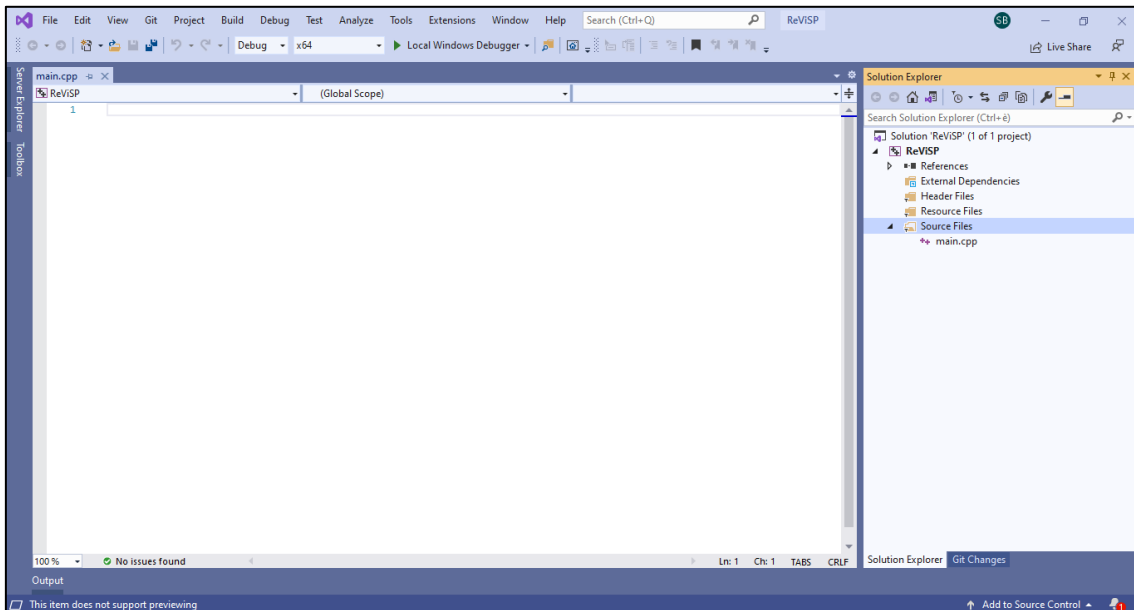 File Edit View Git Project Build Debug Test Analyze Tools Extensions Window Help Search (Ctrl+Q) ReViSP SB
Debug x64 Local Windows Debugger Live Share
Server Explorer
Toolbox
main.cpp
ReViSP (Global Scope)
1
100 % No issues found Ln: 1 Ch: 1 TABS CRLF
Output
Solution Explorer
Search Solution Explorer (Ctrl+è)
Solution 'ReViSP' (1 of 1 project)
ReViSP
References
External Dependencies
Header Files
Resource Files
Source Files
main.cpp
Solution Explorer Git Changes
This item does not support previewing Add to Source Control 1